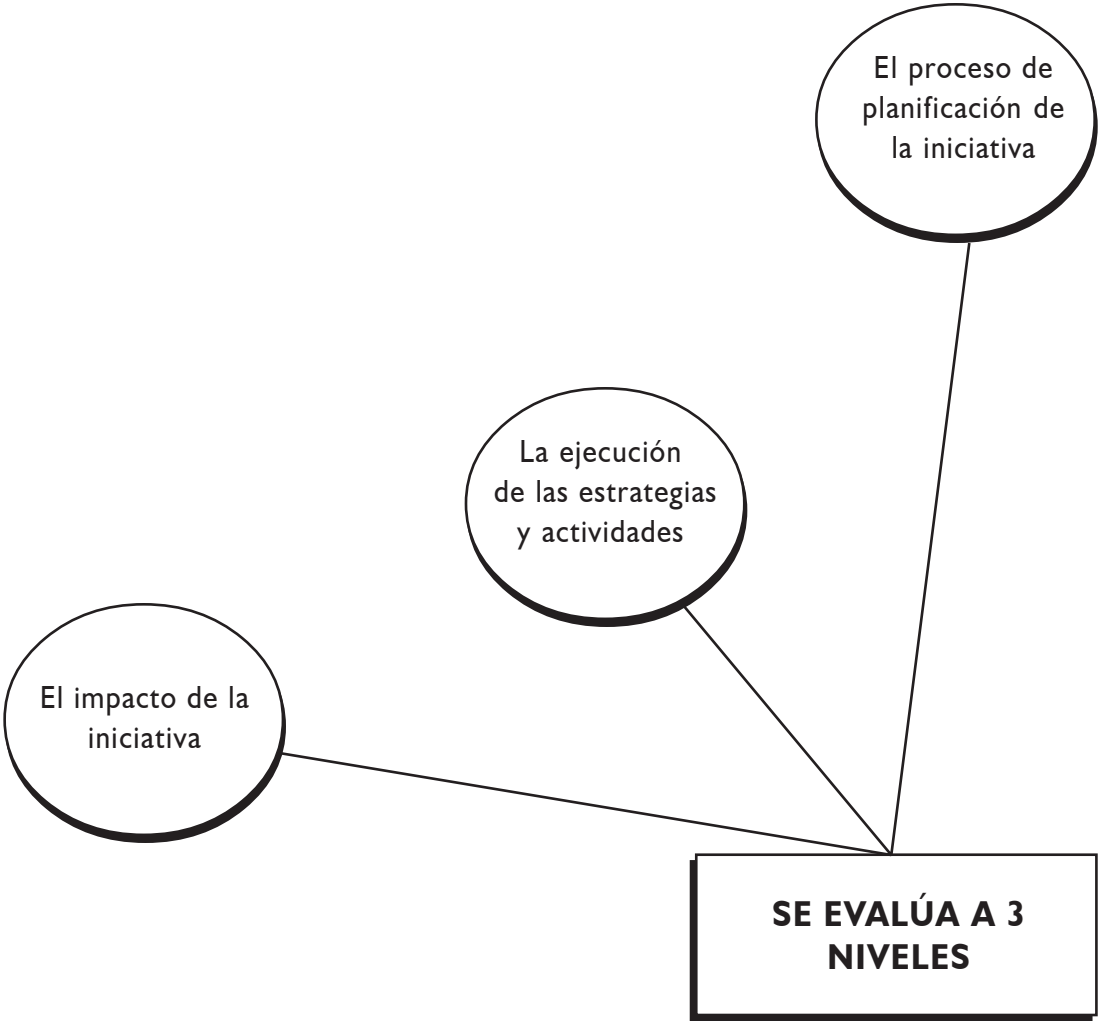 El proceso de
planificación de
la iniciativa
La ejecución
de las estrategias
y actividades
El impacto de la
iniciativa
SE EVALÚA A 3
NIVELES